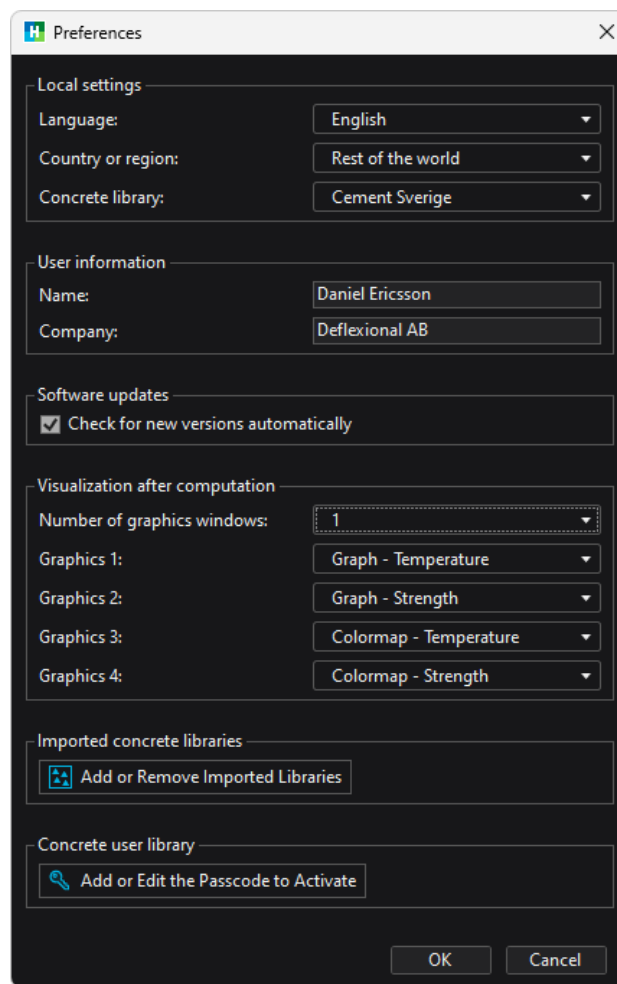 H Preferences
Local settings
Language: English
Country or region: Rest of the world
Concrete library: Cement Sverige
User information
Name: Daniel Ericsson
Company: Deflexional AB
Software updates
Check for new versions automatically
Visualization after computation
Number of graphics windows: 1
Graphics 1: Graph - Temperature
Graphics 2: Graph - Strength
Graphics 3: Colormap - Temperature
Graphics 4: Colormap - Strength
Imported concrete libraries
Add or Remove Imported Libraries
Concrete user library
Add or Edit the Passcode to Activate
OK Cancel